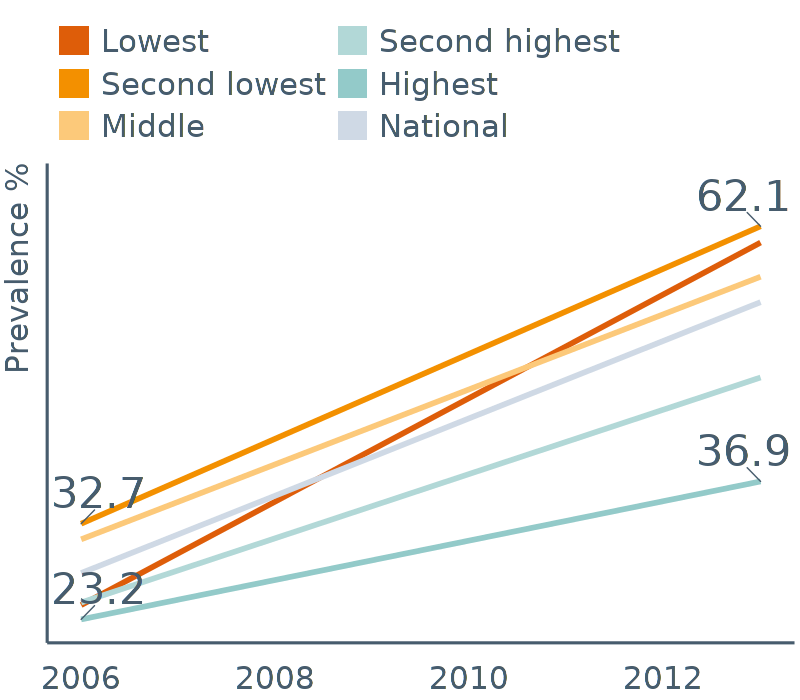 Lowest
Second lowest
Middle
Second highest
Highest
National
Prevalence %
62.1
36.9
32.7
23.2
2006 2008 2010 2012